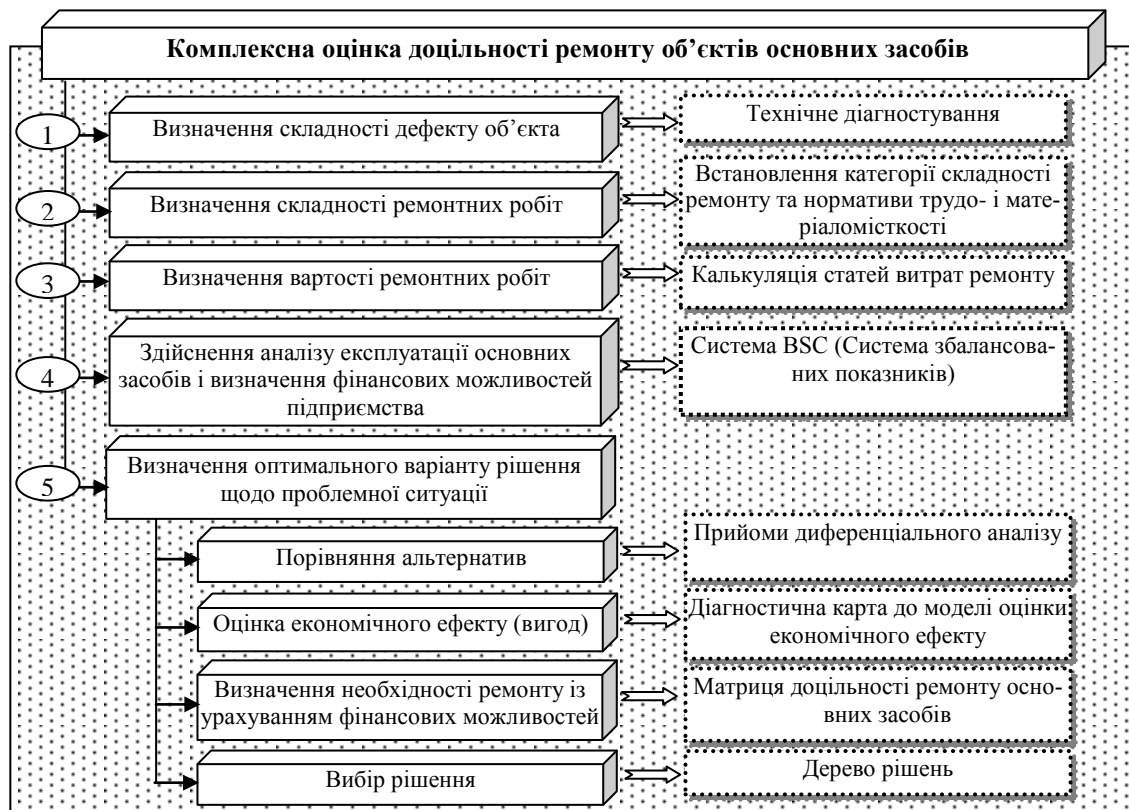 Комплексна оцінка доцільності ремонту об’єктів основних засобів
1
Визначення складності дефекту об’єкта
Технічне діагностування
2
Визначення складності ремонтних робіт
Встановлення категорії складності
ремонту та нормативи трудо- і мате-
ріаломісткості
3
Визначення вартості ремонтних робіт
Калькуляція статей витрат ремонту
4
Здійснення аналізу експлуатації основних
засобів і визначення фінансових можливостей
підприємства
Система BSC (Система збалансова-
них показників)
5
Визначення оптимального варіанту рішення
щодо проблемної ситуації
Порівняння альтернатив
Прийоми диференціального аналізу
Оцінка економічного ефекту (вигод)
Діагностична карта до моделі оцінки
економічного ефекту
Визначення необхідності ремонту із
урахуванням фінансових можливостей
Матриця доцільності ремонту осно-
вних засобів
Вибір рішення
Дерево рішень